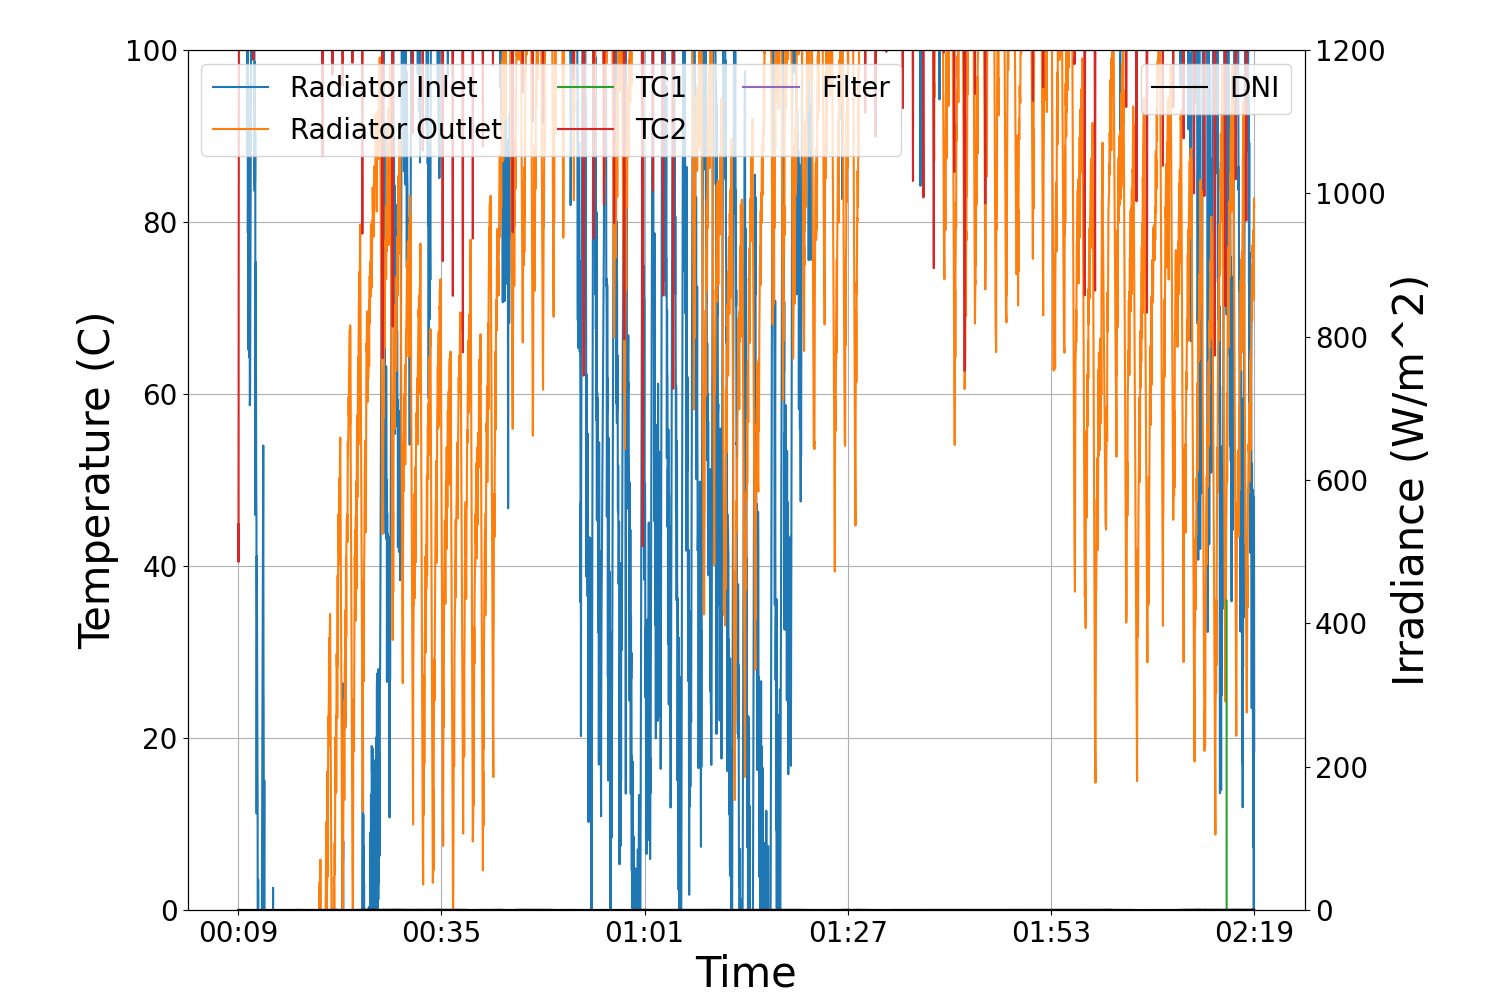 100
80
60
40
20
0
Temperature (C)
Radiator Inlet
Radiator Outlet
TC1
TC2
Filter
DNI
1200
1000
800
600
400
200
0
Irradiance (W/m^2)
00:09 00:35 01:01 01:27 01:53 02:19
Time